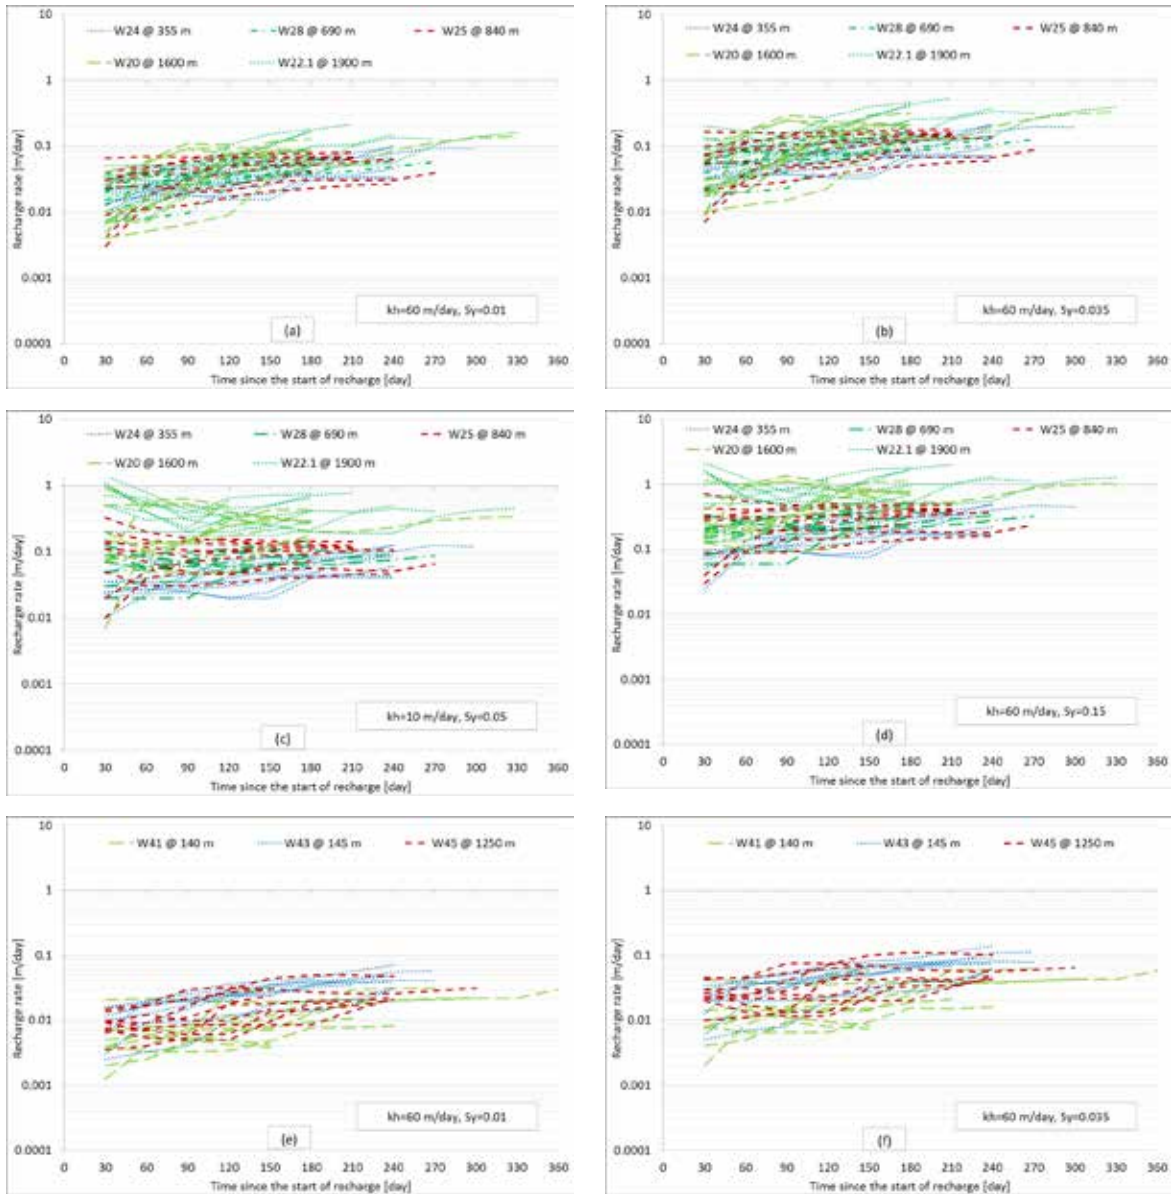 10
W24 @ 355 m W28 @ 690 m W25 @ 840 m
W20 @ 1600 m W22.1 @ 1900 m
1
0.1
0.01
0.001
0.0001
Recharge rate [m/day]
kh=60 m/day, Sy=0.01
(a)
0 30 60 90 120 150 180 210 240 270 300 330 360
Time since the start of recharge [day]
10
W24 @ 355 m W28 @ 690 m W25 @ 840 m
W20 @ 1600 m W22.1 @ 1900 m
1
0.1
0.01
0.001
0.0001
Recharge rate [m/day]
kh=60 m/day, Sy=0.035
(b)
0 30 60 90 120 150 180 210 240 270 300 330 360
Time since the start of recharge [day]
10
W24 @ 355 m W28 @ 690 m W25 @ 840 m
W20 @ 1600 m W22.1 @ 1900 m
1
0.1
0.01
0.001
0.0001
Recharge rate [m/day]
kh=10 m/day, Sy=0.05
(c)
0 30 60 90 120 150 180 210 240 270 300 330 360
Time since the start of recharge [day]
10
W24 @ 355 m W28 @ 690 m W25 @ 840 m
W20 @ 1600 m W22.1 @ 1900 m
1
0.1
0.01
0.001
0.0001
Recharge rate [m/day]
kh=60 m/day, Sy=0.15
(d)
0 30 60 90 120 150 180 210 240 270 300 330 360
Time since the start of recharge [day]
10
W41 @ 140 m W43 @ 145 m W45 @ 1250 m
1
0.1
0.01
0.001
0.0001
Recharge rate [m/day]
kh=60 m/day, Sy=0.01
(e)
0 30 60 90 120 150 180 210 240 270 300 330 360
Time since the start of recharge [day]
10
W41 @ 140 m W43 @ 145 m W45 @ 1250 m
1
0.1
0.01
0.001
0.0001
Recharge rate [m/day]
kh=60 m/day, Sy=0.035
(f)
0 30 60 90 120 150 180 210 240 270 300 330 360
Time since the start of recharge [day]